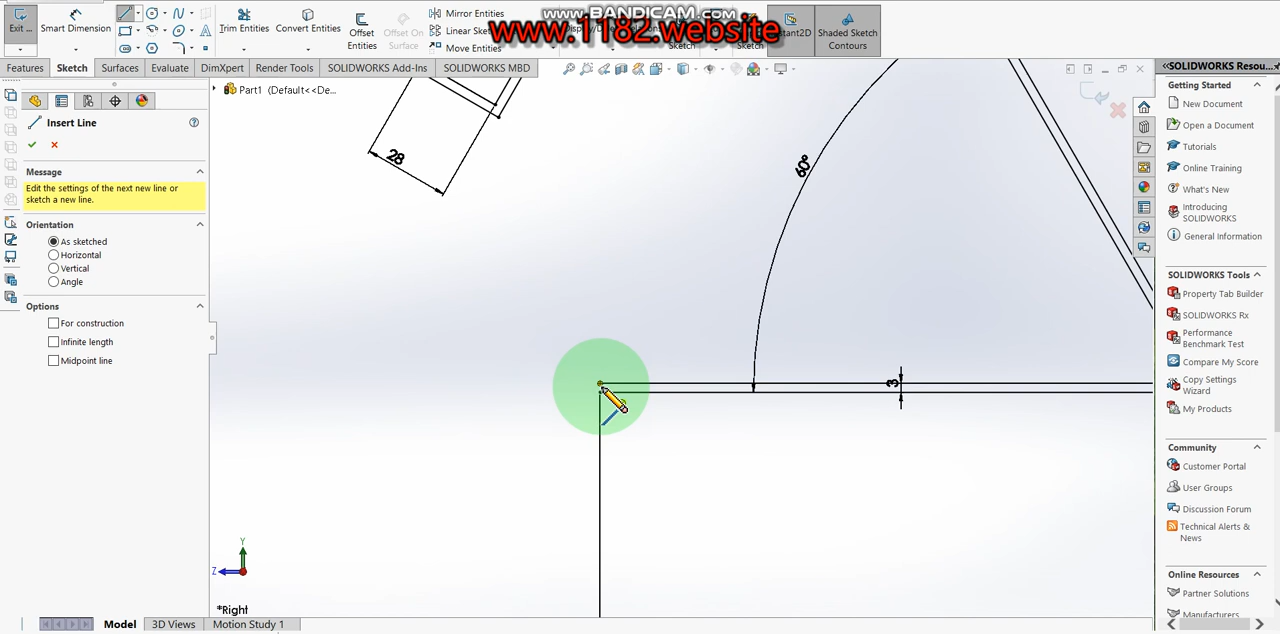 www.BANDICAM.com
www.1182.website
Exit ...
Smart Dimension
Trim Entities
Convert Entities
Offset Entities
Offset On Surface
Mirror Entities
Linear Sket
Move Entities
Sketch
Sketch
tant2D
Shaded Sketch Contours
Features
Sketch
Surfaces
Evaluate
DimXpert
Render Tools
SOLIDWORKS Add-Ins
SOLIDWORKS MBD
Part1 (Default<<De...
Insert Line
Message
Edit the settings of the next new line or
sketch a new line.
Orientation
As sketched
Horizontal
Vertical
Angle
Options
For construction
Infinite length
Midpoint line
28
60°
3
Y
Z
*Right
Model
3D Views
Motion Study 1
SOLIDWORKS Resou...
Getting Started
New Document
Open a Document
Tutorials
Online Training
What's New
Introducing
SOLIDWORKS
General Information
SOLIDWORKS Tools
Property Tab Builder
SOLIDWORKS Rx
Performance
Benchmark Test
Compare My Score
Copy Settings
Wizard
My Products
Community
Customer Portal
User Groups
Discussion Forum
Technical Alerts &
News
Online Resources
Partner Solutions
Manufacturers